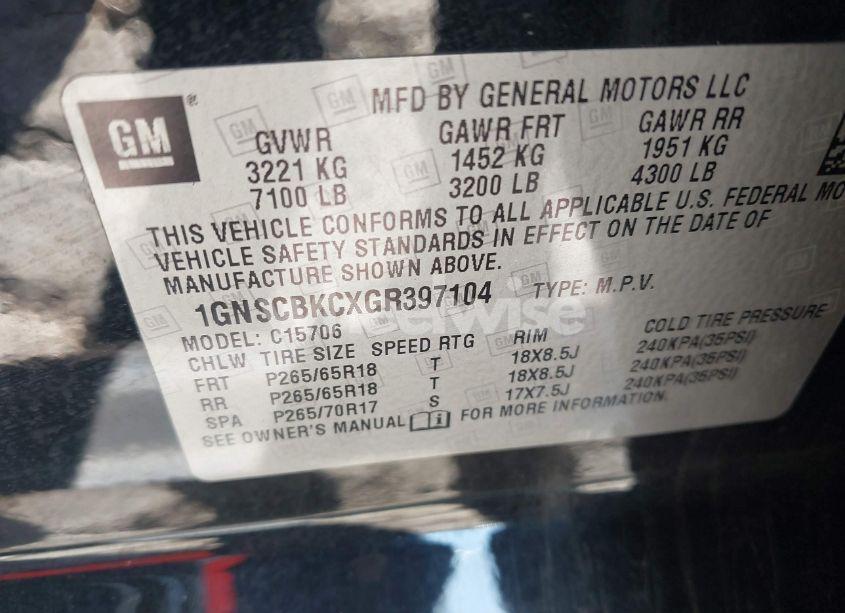 GM
MFD BY GENERAL MOTORS LLC
GVWR GAWR FRT GAWR RR
3221 KG 1452 KG 1951 KG
7100 LB 3200 LB 4300 LB
THIS VEHICLE CONFORMS TO ALL APPLICABLE U.S. FEDERAL MO
VEHICLE SAFETY STANDARDS IN EFFECT ON THE DATE OF
MANUFACTURE SHOWN ABOVE.
1GNSCBKCXGR397104 TYPE: M.P.V.
MODEL: C15706
CHLW TIRE SIZE SPEED RTG RIM COLD TIRE PRESSURE
FRT P265/65R18 T 18X8.5J 240KPA(35PSI)
RR P265/65R18 T 18X8.5J 240KPA(35PSI)
SPA P265/70R17 S 17X7.5J 240KPA(35PSI)
SEE OWNER'S MANUAL FOR MORE INFORMATION.